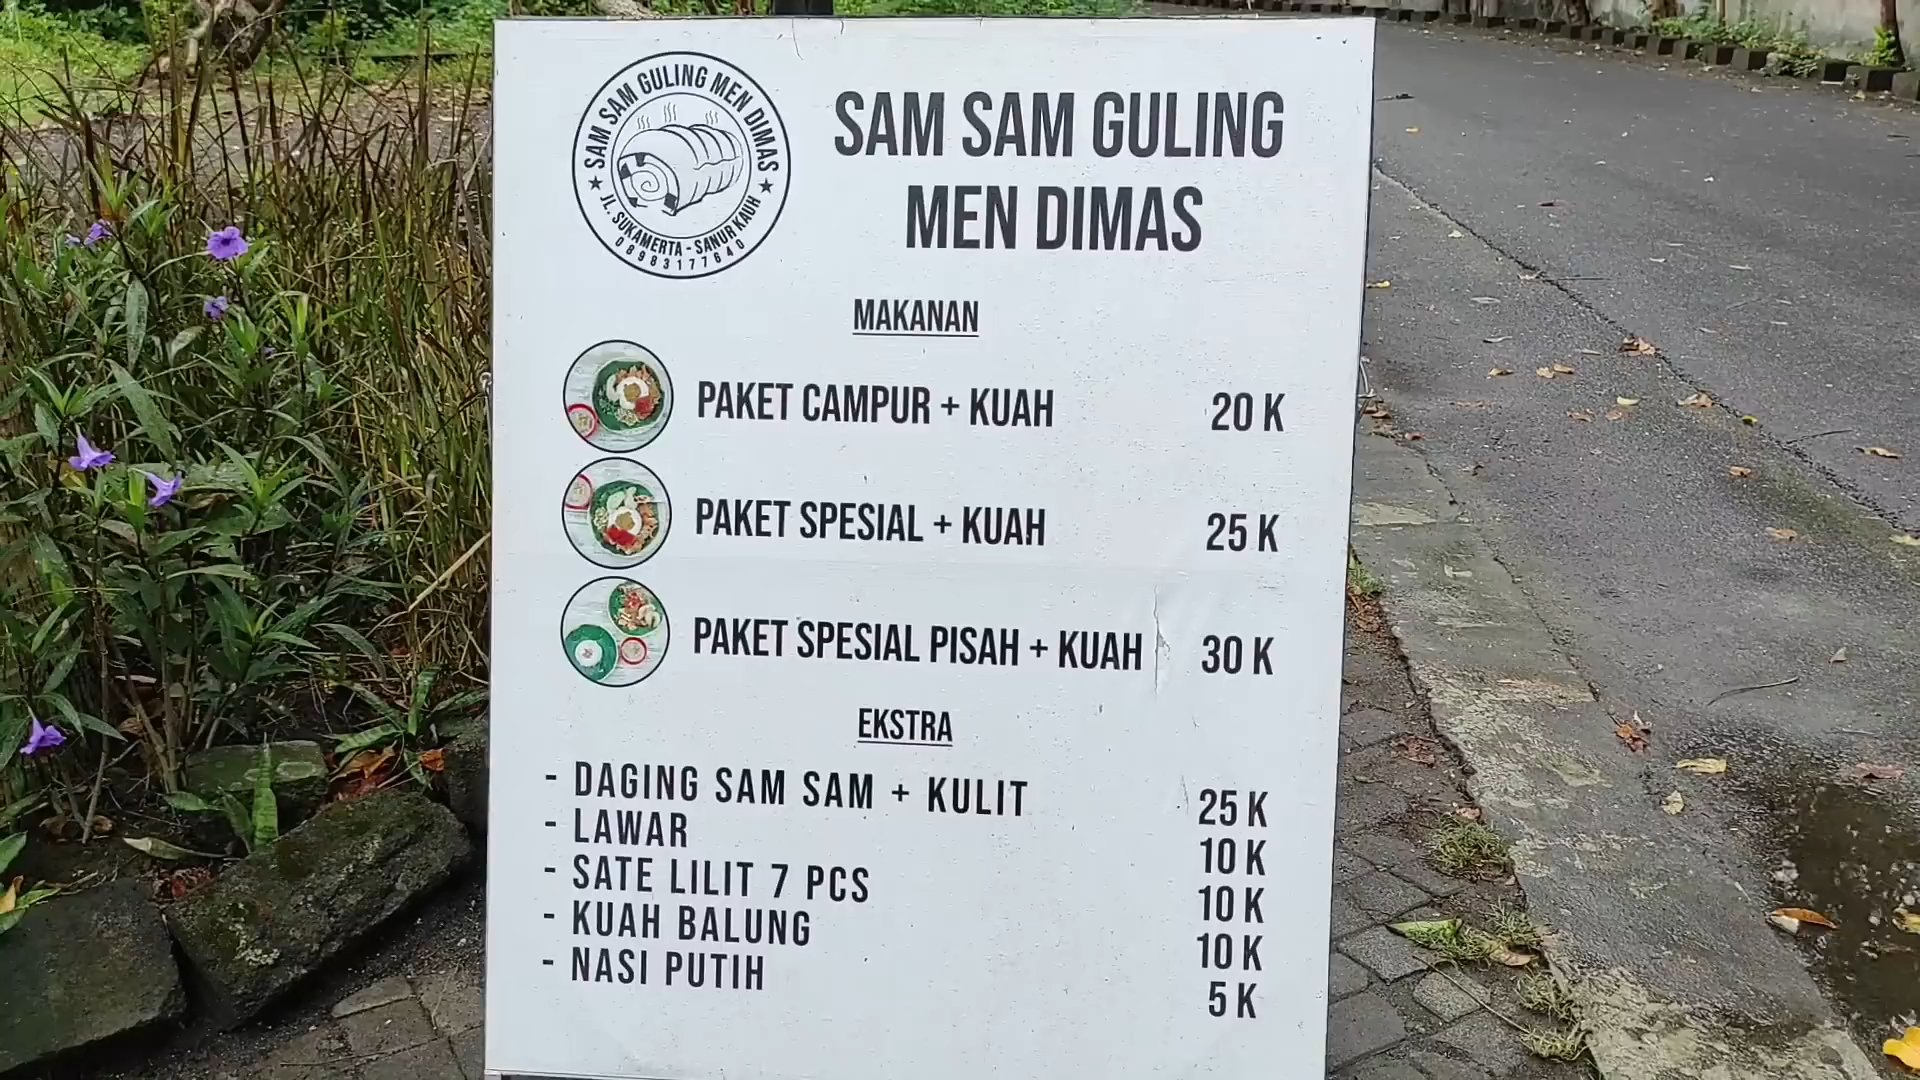 SAM SAM GULING MEN DIMAS
JL. SUKAMERTA - SANUR KAUH
08983177640
SAM SAM GULING
MEN DIMAS
MAKANAN
PAKET CAMPUR + KUAH 20 K
PAKET SPESIAL + KUAH 25 K
PAKET SPESIAL PISAH + KUAH 30 K
EKSTRA
- DAGING SAM SAM + KULIT 25 K
- LAWAR 10 K
- SATE LILIT 7 PCS 10 K
- KUAH BALUNG 10 K
- NASI PUTIH 5 K